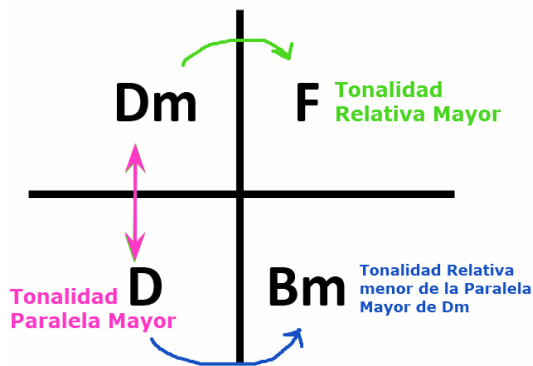 Dm
F
Tonalidad
Relativa Mayor
D
Tonalidad
Paralela Mayor
Bm
Tonalidad Relativa
menor de la Paralela
Mayor de Dm